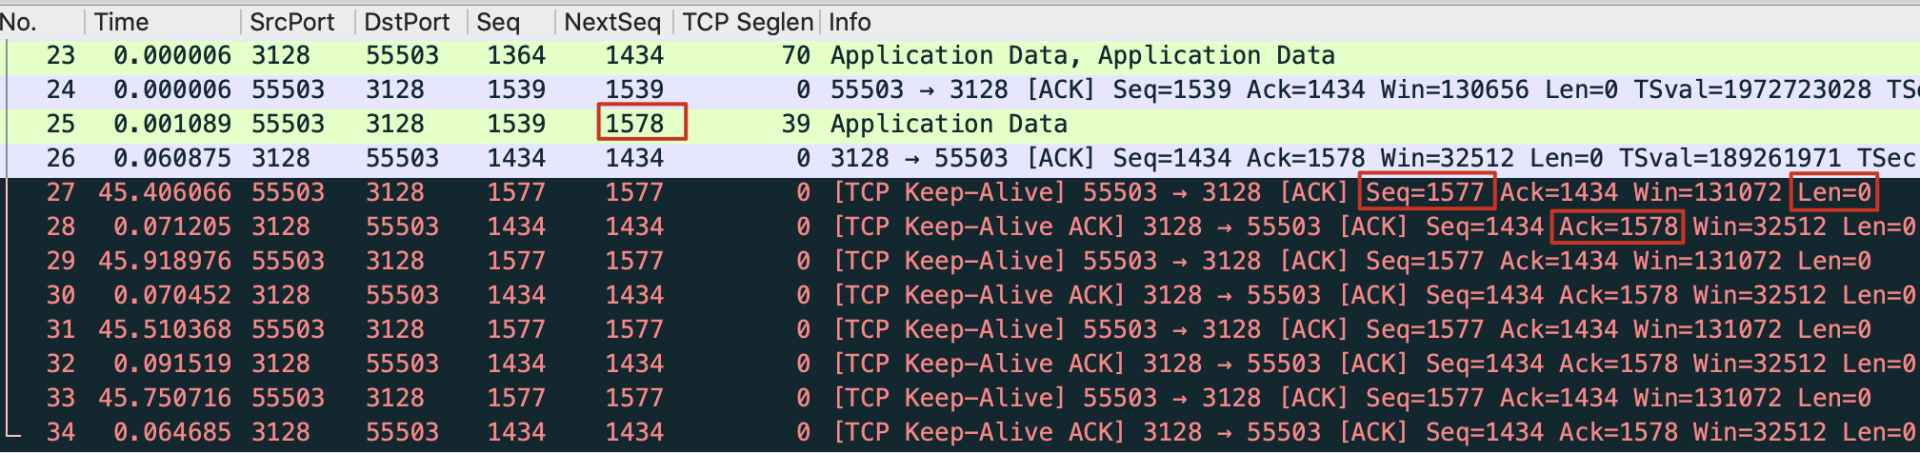 No. Time SrcPort DstPort Seq NextSeq TCP Seglen Info
23 0.000006 3128 55503 1364 1434 70 Application Data, Application Data
24 0.000006 55503 3128 1539 1539 0 55503 → 3128 [ACK] Seq=1539 Ack=1434 Win=130656 Len=0 TSval=1972723028 TSe
25 0.001089 55503 3128 1539 1578 39 Application Data
26 0.060875 3128 55503 1434 1434 0 3128 → 55503 [ACK] Seq=1434 Ack=1578 Win=32512 Len=0 TSval=189261971 TSec
27 45.406066 55503 3128 1577 1577 0 [TCP Keep-Alive] 55503 → 3128 [ACK] Seq=1577 Ack=1434 Win=131072 Len=0
28 0.071205 3128 55503 1434 1434 0 [TCP Keep-Alive ACK] 3128 → 55503 [ACK] Seq=1434 Ack=1578 Win=32512 Len=0
29 45.918976 55503 3128 1577 1577 0 [TCP Keep-Alive] 55503 → 3128 [ACK] Seq=1577 Ack=1434 Win=131072 Len=0
30 0.070452 3128 55503 1434 1434 0 [TCP Keep-Alive ACK] 3128 → 55503 [ACK] Seq=1434 Ack=1578 Win=32512 Len=0
31 45.510368 55503 3128 1577 1577 0 [TCP Keep-Alive] 55503 → 3128 [ACK] Seq=1577 Ack=1434 Win=131072 Len=0
32 0.091519 3128 55503 1434 1434 0 [TCP Keep-Alive ACK] 3128 → 55503 [ACK] Seq=1434 Ack=1578 Win=32512 Len=0
33 45.750716 55503 3128 1577 1577 0 [TCP Keep-Alive] 55503 → 3128 [ACK] Seq=1577 Ack=1434 Win=131072 Len=0
34 0.064685 3128 55503 1434 1434 0 [TCP Keep-Alive ACK] 3128 → 55503 [ACK] Seq=1434 Ack=1578 Win=32512 Len=0